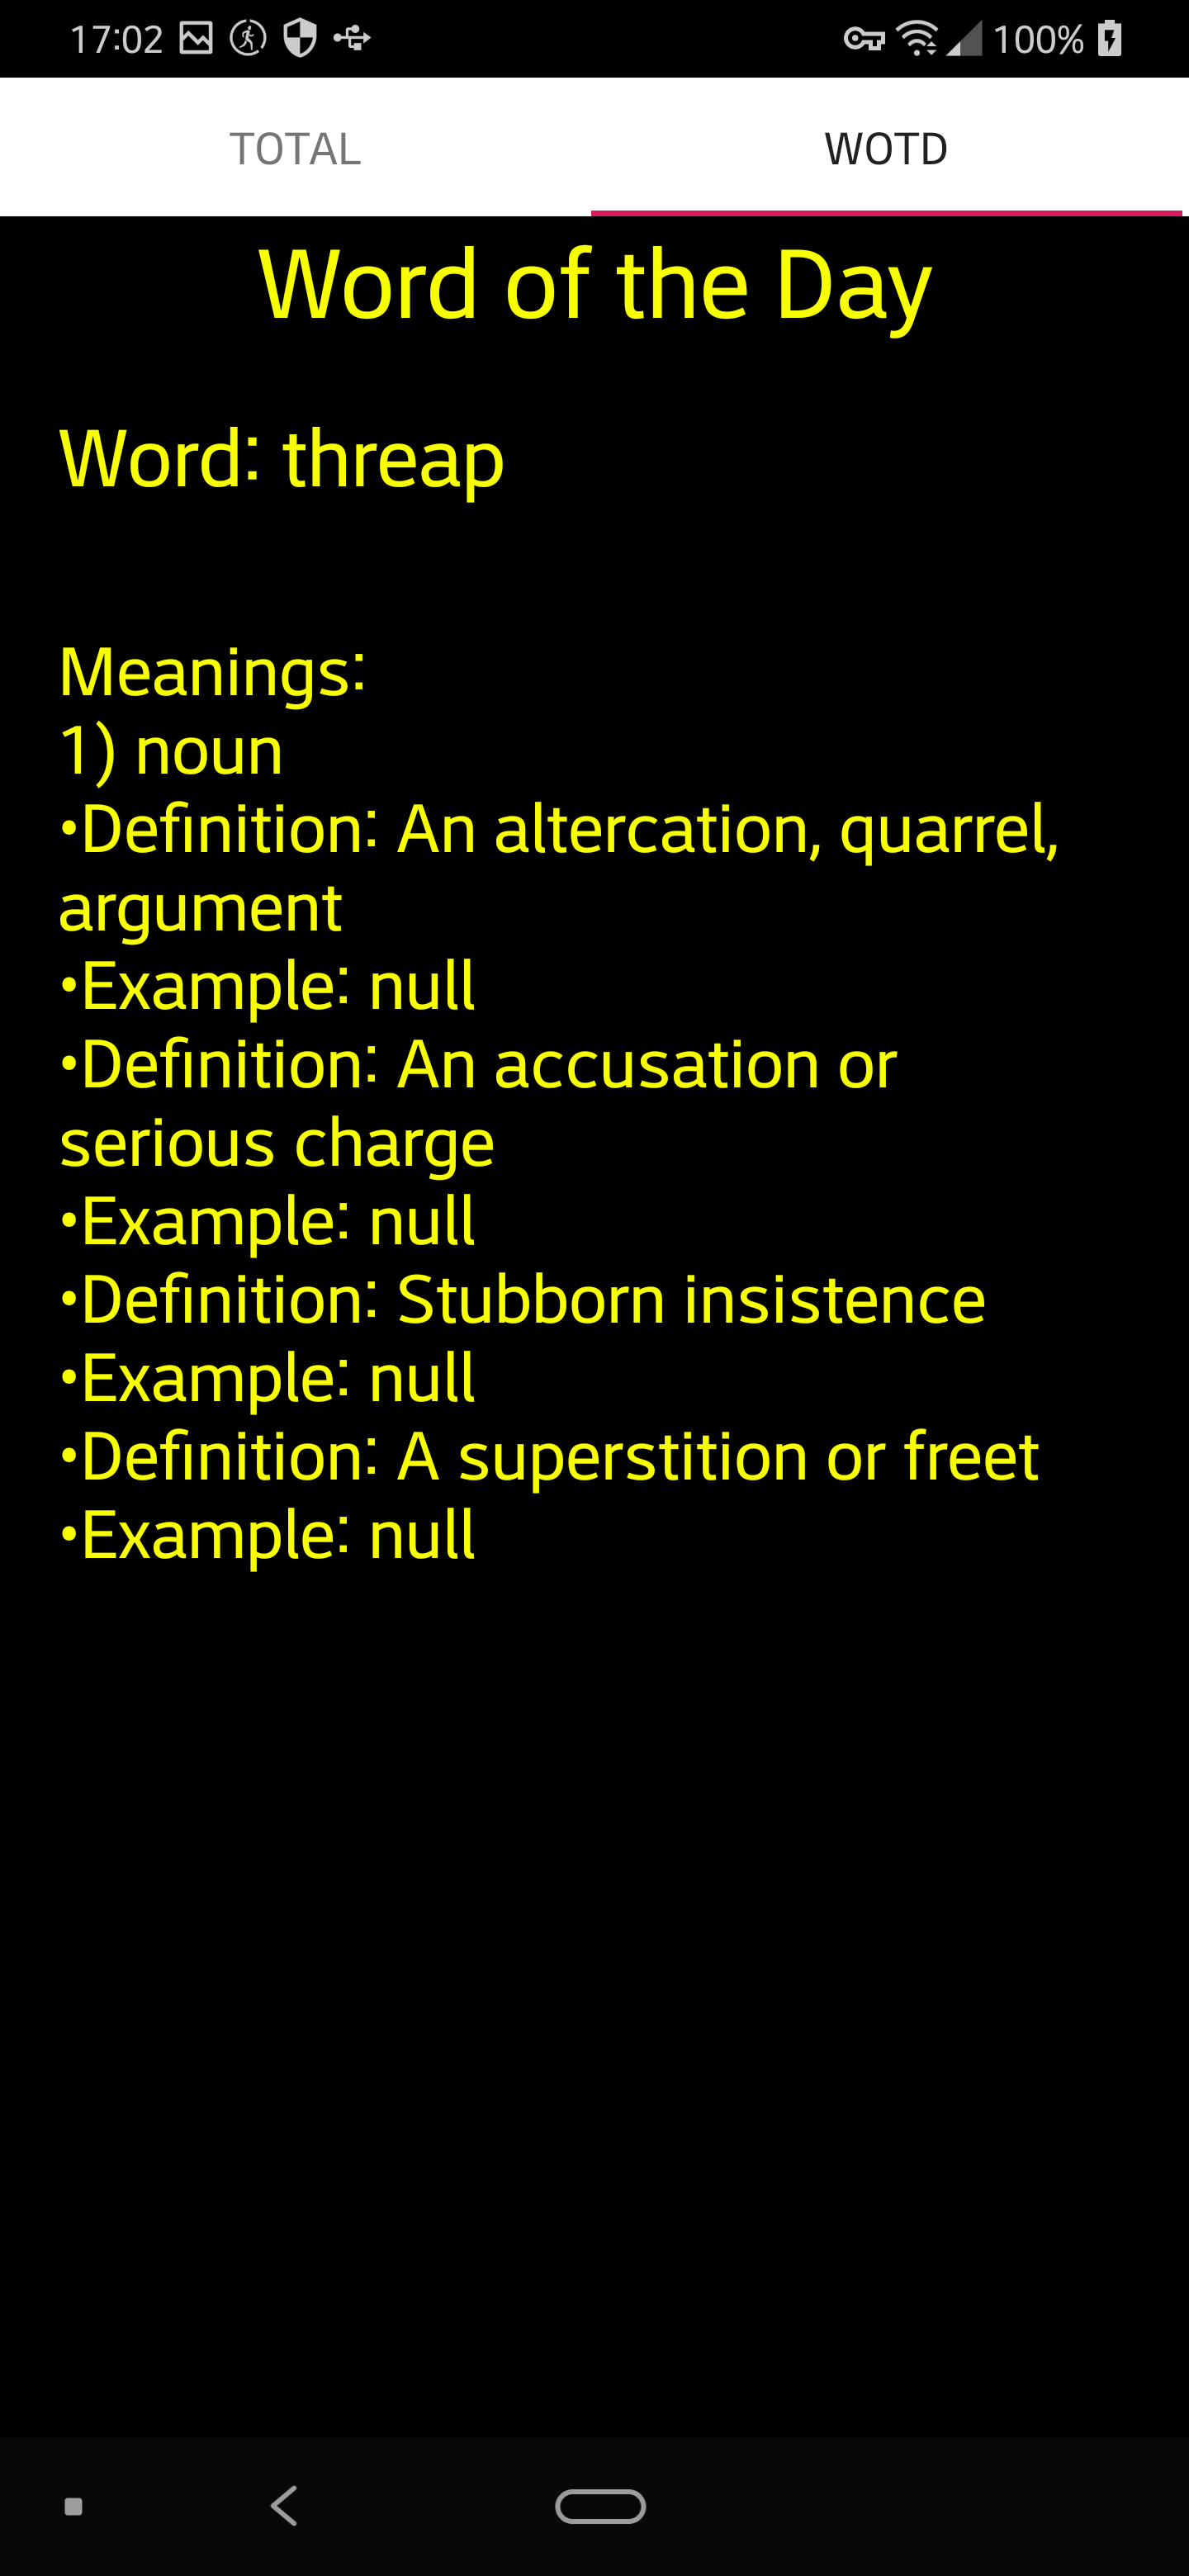 17:02 100%
TOTAL WOTD
Word of the Day
Word: threap
Meanings:
1) noun
•Definition: An altercation, quarrel,
argument
•Example: null
•Definition: An accusation or
serious charge
•Example: null
•Definition: Stubborn insistence
•Example: null
•Definition: A superstition or freet
•Example: null